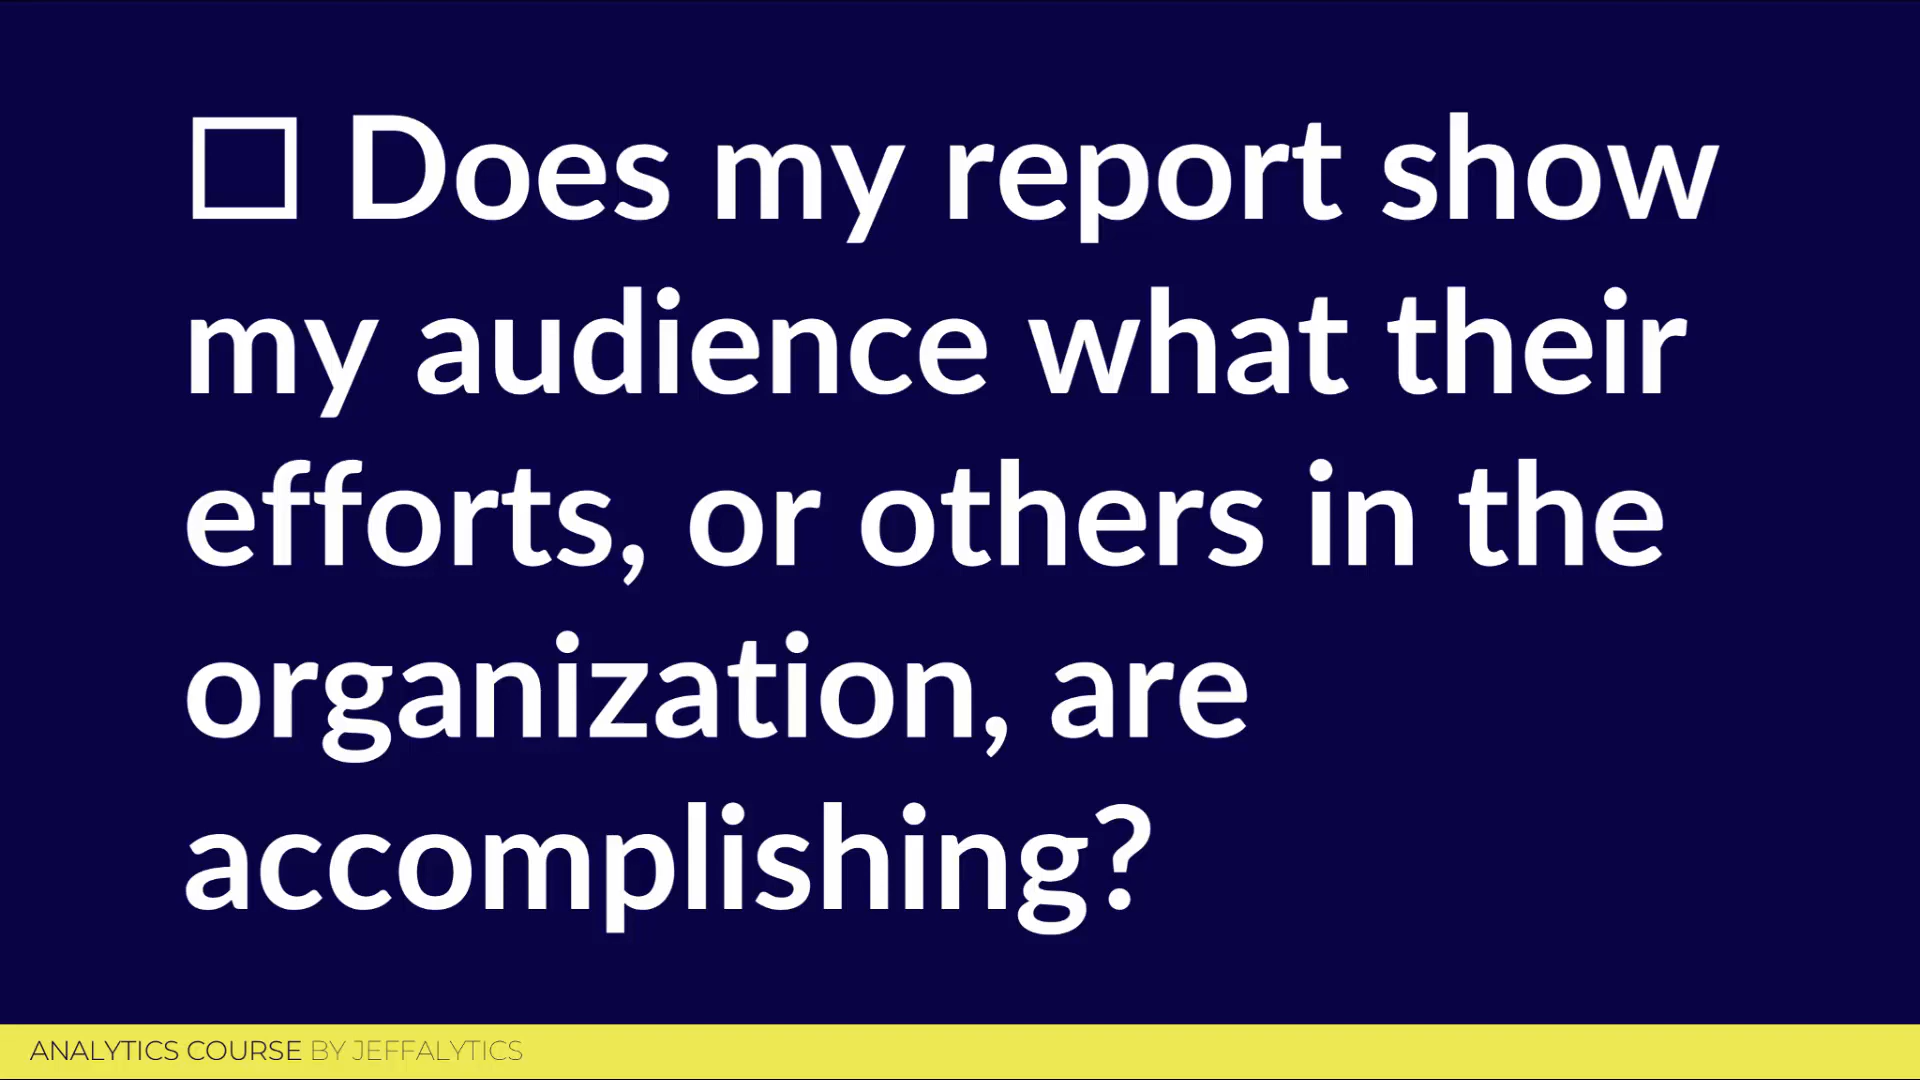 ☐ Does my report show
my audience what their
efforts, or others in the
organization, are
accomplishing?
ANALYTICS COURSE BY JEFFALYTICS